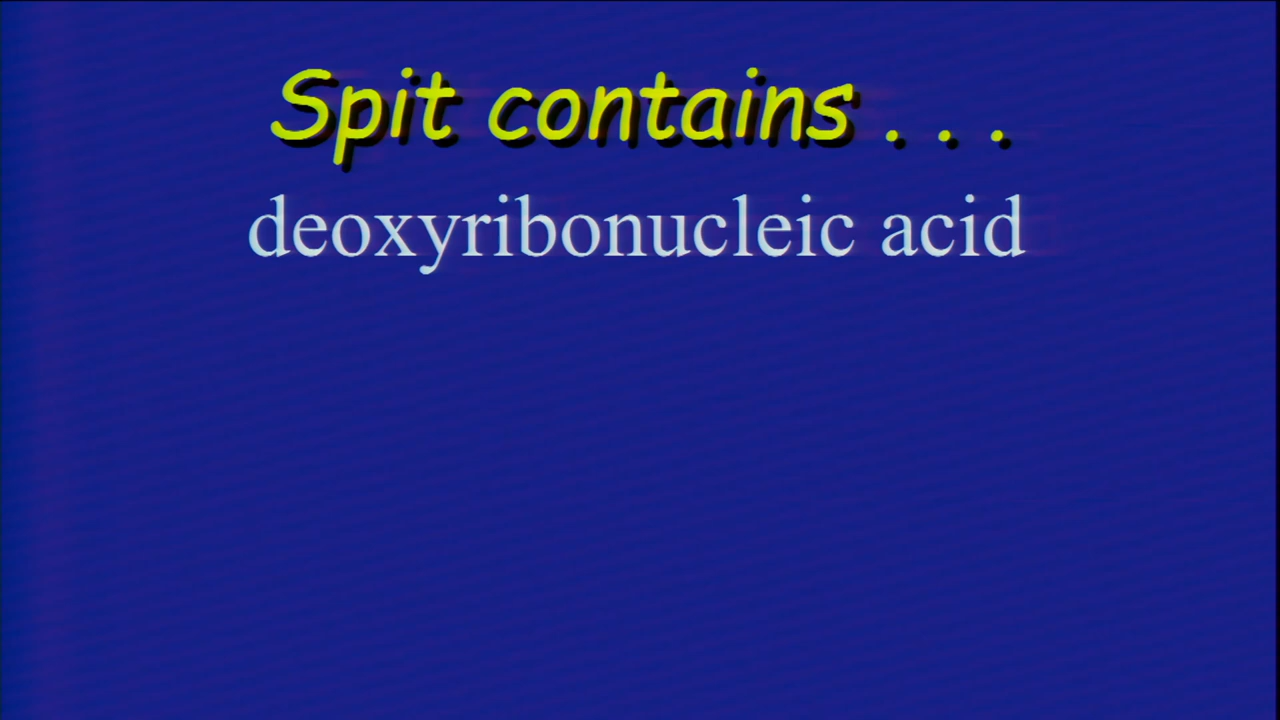 Spit contains . . .
deoxyribonucleic acid